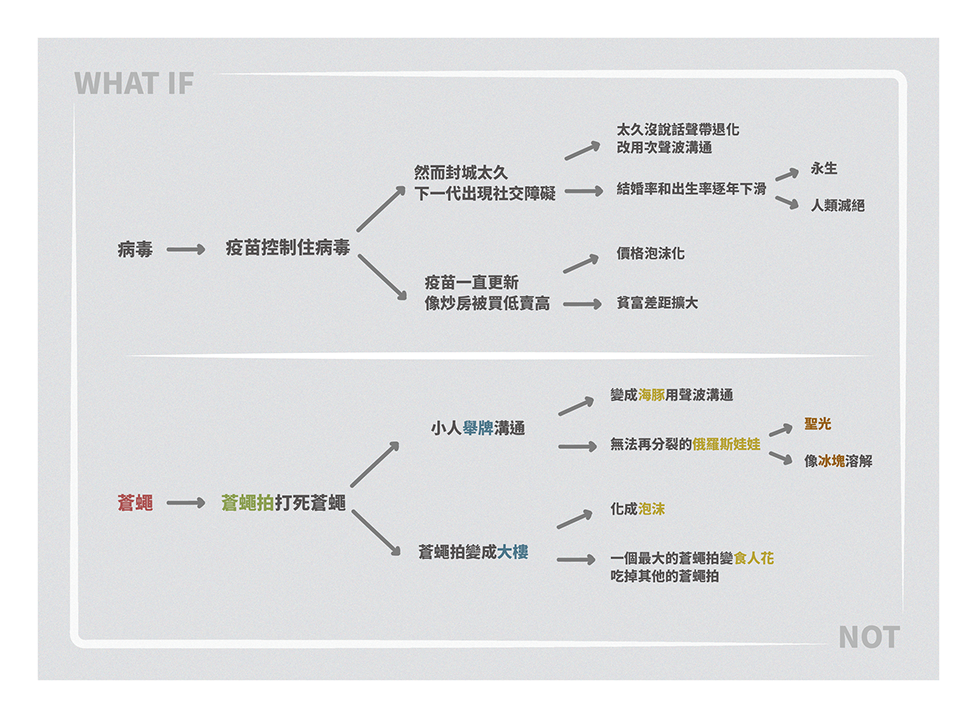 WHAT IF
太久沒說話聲帶退化
改用次聲波溝通
然而封城太久
下一代出現社交障礙
結婚率和出生率逐年下滑
永生
人類滅絕
病毒
疫苗控制住病毒
價格泡沫化
疫苗一直更新
像炒房被買低賣高
貧富差距擴大
變成海豚用聲波溝通
小人舉牌溝通
無法再分裂的俄羅斯娃娃
聖光
像冰塊溶解
蒼蠅
蒼蠅拍打死蒼蠅
化成泡沫
蒼蠅拍變成大樓
一個最大的蒼蠅拍變食人花
吃掉其他的蒼蠅拍
NOT